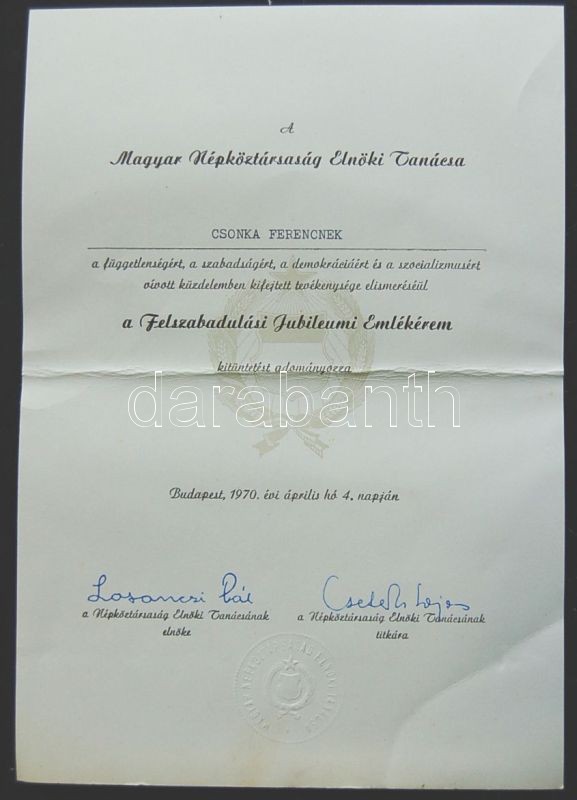 A
Magyar Népköztársaság Elnöki Tanácsa
CSONKA FERENCNEK
a függetlenségért, a szabadságért, a demokráciáért és a szocializmusért
vívott küzdelemben kifejtett tevékenysége elismeréséül
a Felszabadulási Jubileumi Emlékérem
kitüntetést adományozza
darabanth
Budapest, 1970. évi április hó 4. napján
Losonczi Pál
Cseterki Lajos
a Népköztársaság Elnöki Tanácsának
elnöke
a Népköztársaság Elnöki Tanácsának
titkára